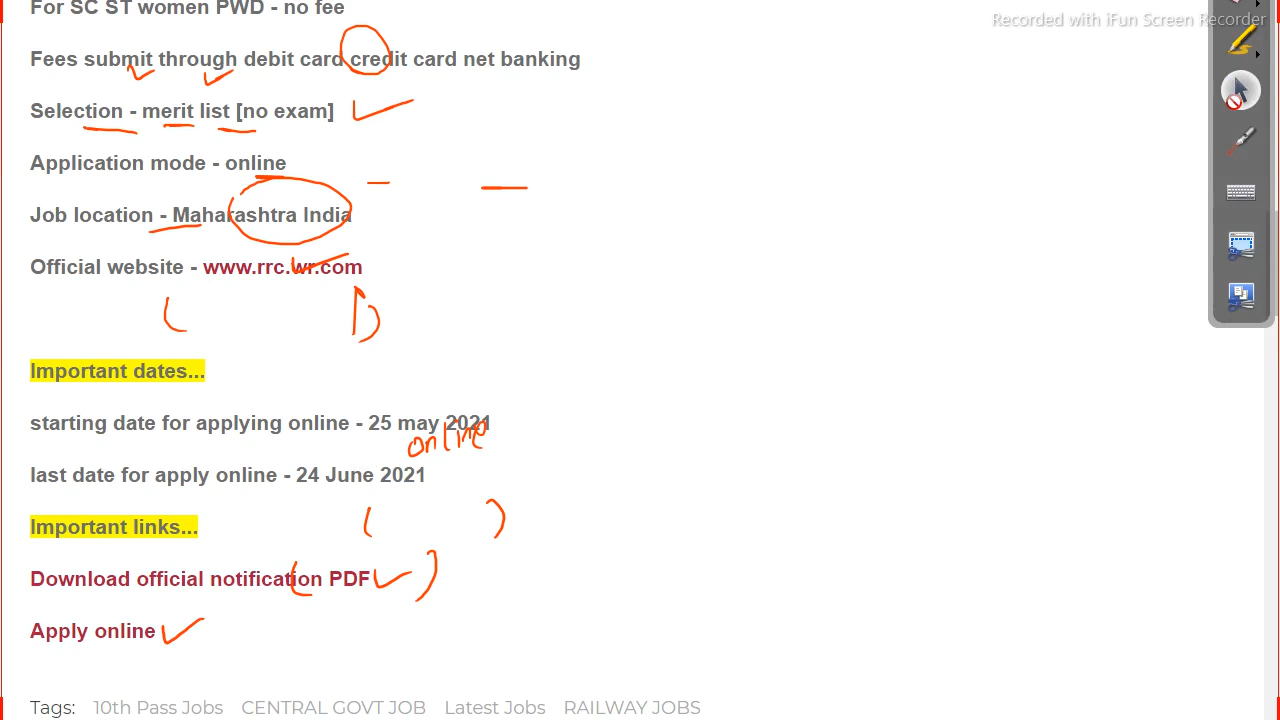 For SC ST women PWD - no fee
Recorded with iFun Screen Recorder
Fees submit through debit card credit card net banking
Selection - merit list [no exam]
Application mode - online
Job location - Maharashtra India
Official website - www.rrc.wr.com
Important dates...
starting date for applying online - 25 may 2021
online
last date for apply online - 24 June 2021
Important links...
Download official notification PDF
Apply online
Tags: 10th Pass Jobs CENTRAL GOVT JOB Latest Jobs RAILWAY JOBS